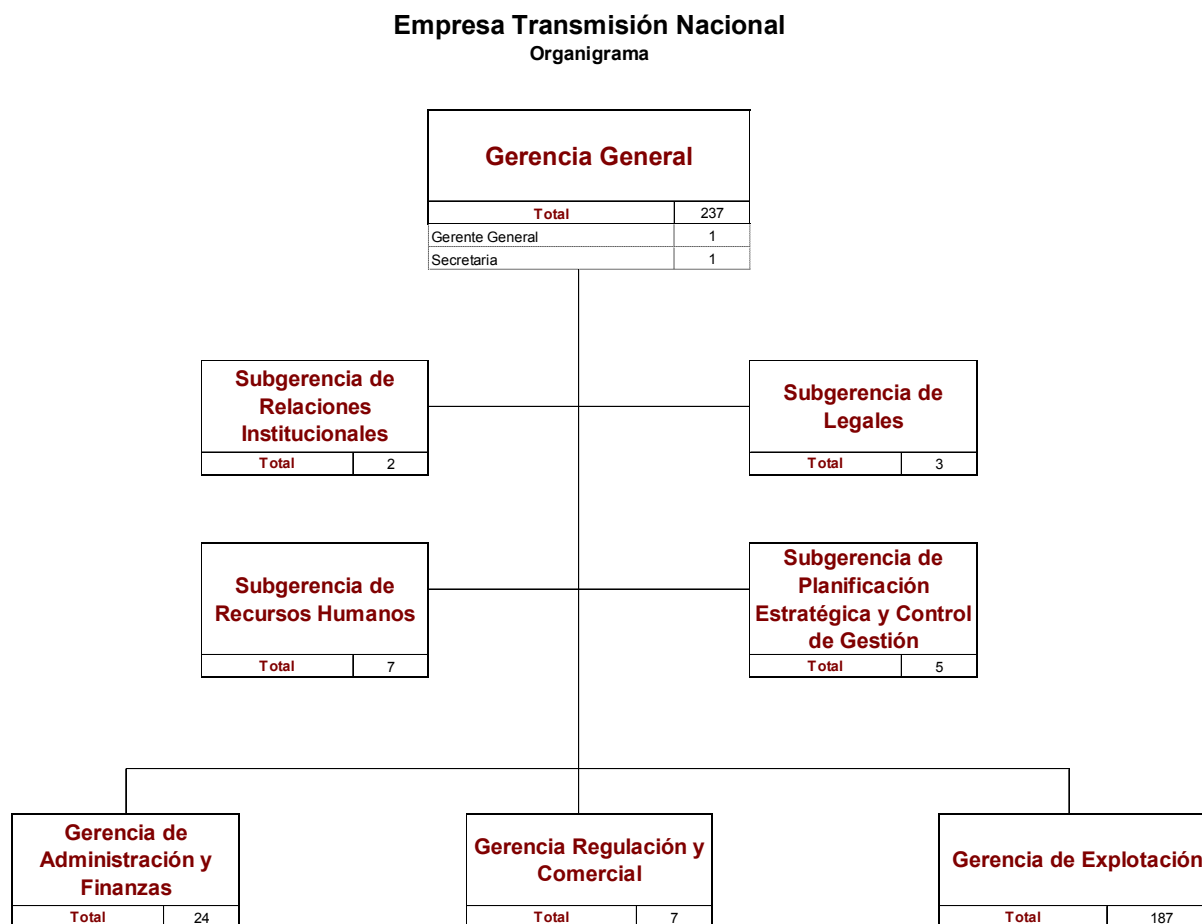 Empresa Transmisión Nacional
Organigrama
Gerencia General
Total 237
Gerente General 1
Secretaria 1
Subgerencia de
Relaciones
Institucionales
Total 2
Subgerencia de
Legales
Total 3
Subgerencia de
Recursos Humanos
Total 7
Subgerencia de
Planificación
Estratégica y Control
de Gestión
Total 5
Gerencia de
Administración y
Finanzas
Total 24
Gerencia Regulación y
Comercial
Total 7
Gerencia de Explotación
Total 187